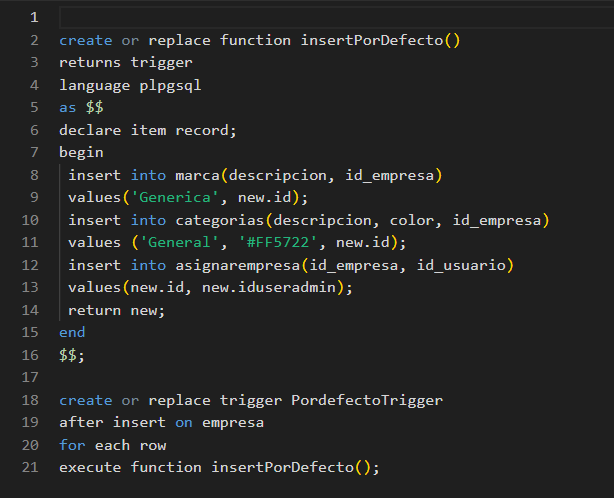 1
2 create or replace function insertPorDefecto()
3 returns trigger
4 language plpgsql
5 as $$
6 declare item record;
7 begin
8 insert into marca(descripcion, id_empresa)
9 values('Generica', new.id);
10 insert into categorias(descripcion, color, id_empresa)
11 values ('General', '#FF5722', new.id);
12 insert into asignarempresa(id_empresa, id_usuario)
13 values(new.id, new.iduseradmin);
14 return new;
15 end
16 $$;
17
18 create or replace trigger PordefectoTrigger
19 after insert on empresa
20 for each row
21 execute function insertPorDefecto();